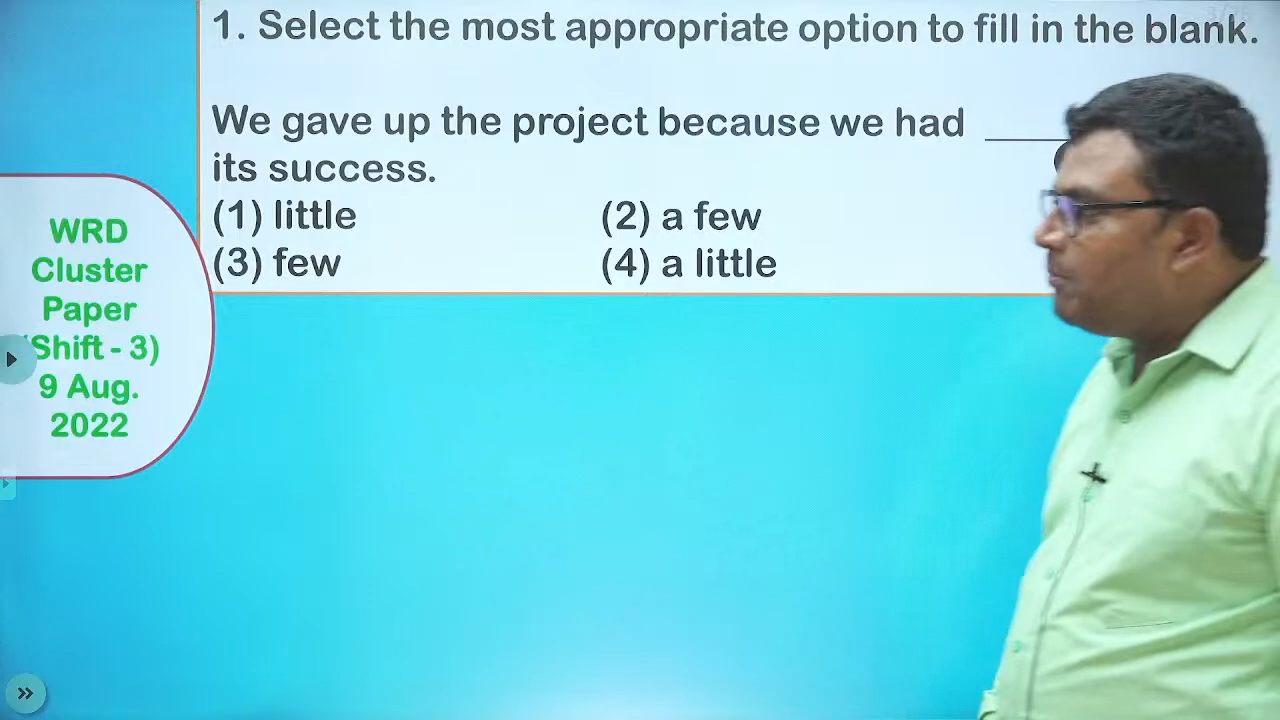 1. Select the most appropriate option to fill in the blank.
We gave up the project because we had ______
its success.
(1) little (2) a few
(3) few (4) a little
WRD
Cluster
Paper
(Shift - 3)
9 Aug.
2022